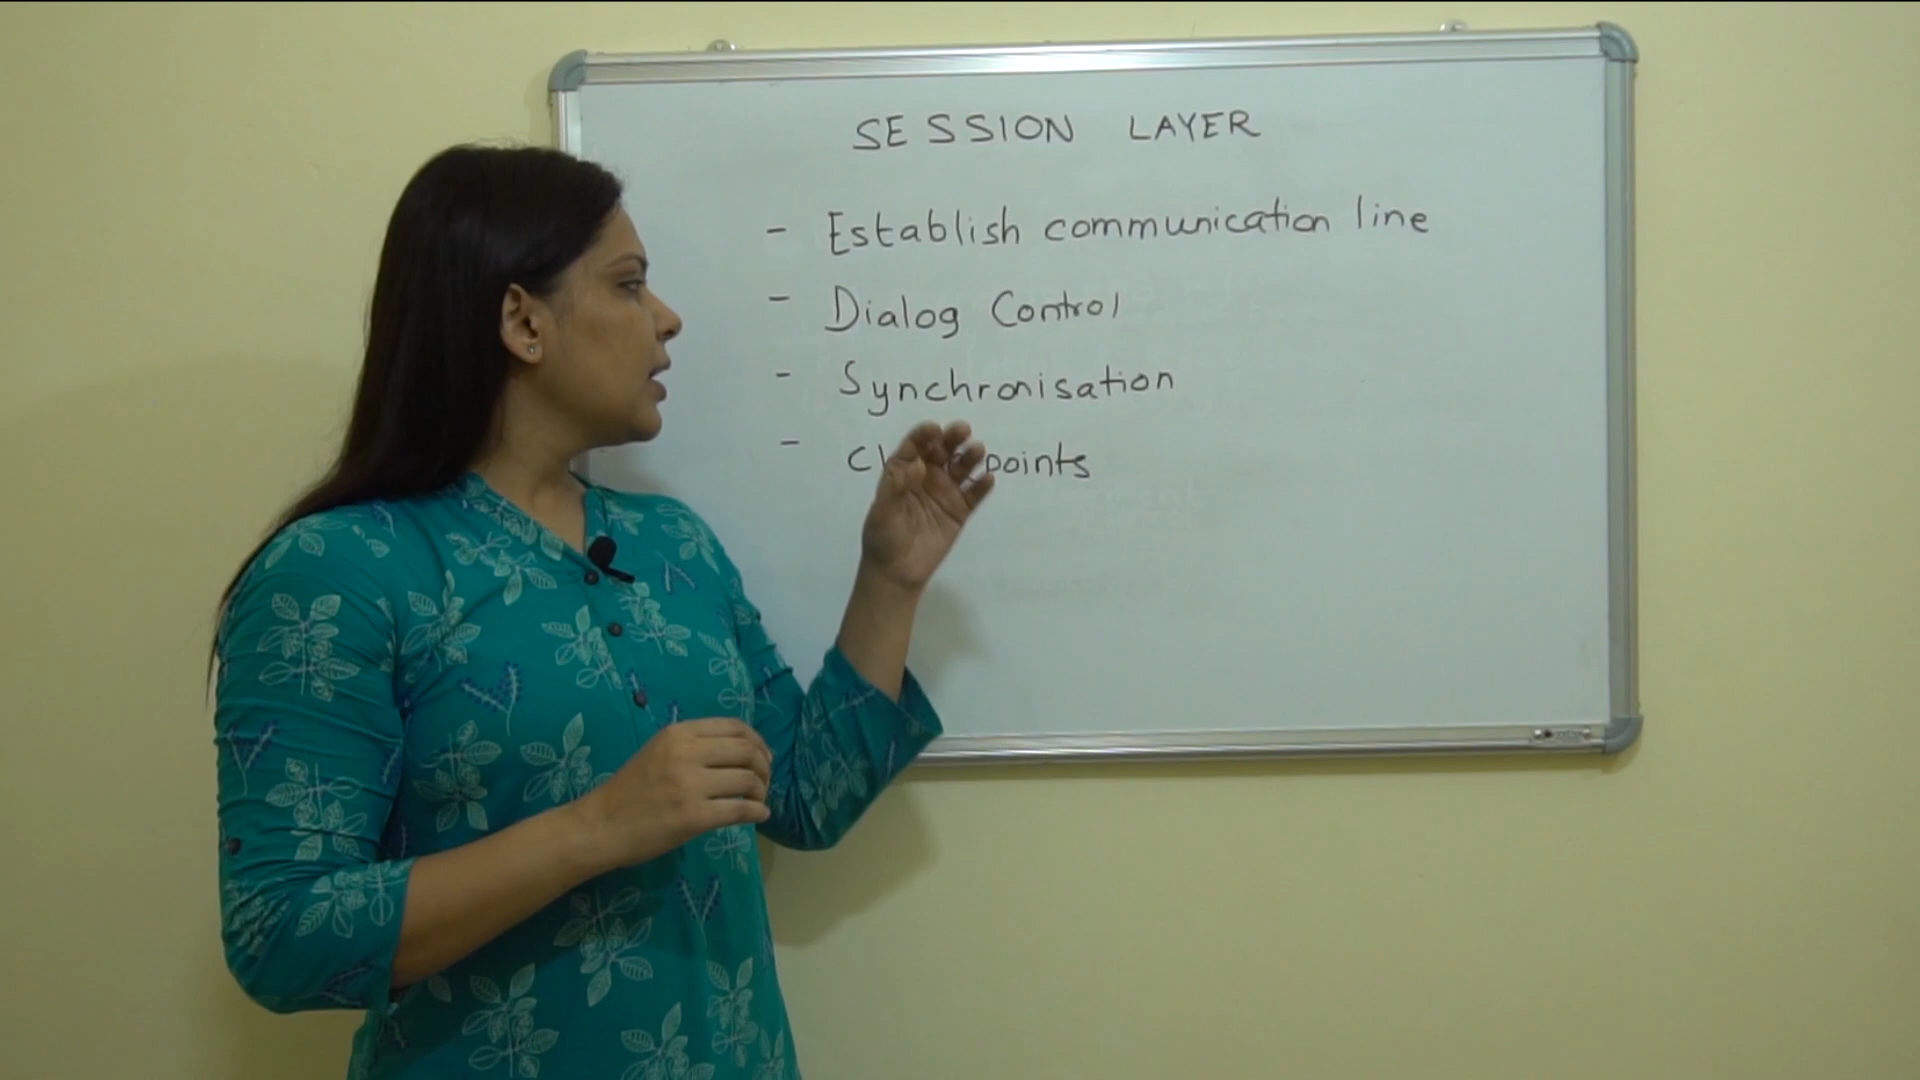 SESSION LAYER
- Establish communication line
- Dialog Control
- Synchronisation
- points